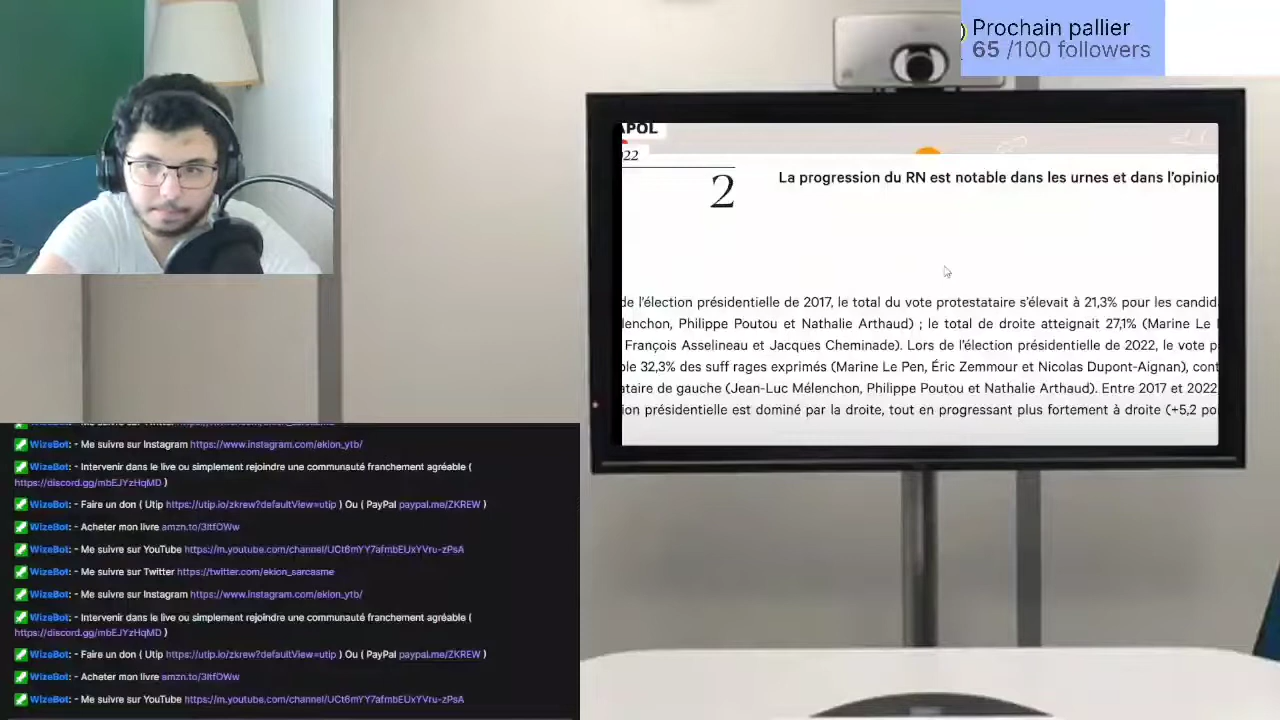 Prochain pallier
65 /100 followers
APOL
22
2
La progression du RN est notable dans les urnes et dans l'opinion
de l'élection présidentielle de 2017, le total du vote protestataire s'élevait à 21,3% pour les candid
lenchon, Philippe Poutou et Nathalie Arthaud) ; le total de droite atteignait 27,1% (Marine Le
François Asselineau et Jacques Cheminade). Lors de l'élection présidentielle de 2022, le vote p
ble 32,3% des suff rages exprimés (Marine Le Pen, Éric Zemmour et Nicolas Dupont-Aignan), cont
ataire de gauche (Jean-Luc Mélenchon, Philippe Poutou et Nathalie Arthaud). Entre 2017 et 2022
ion présidentielle est dominé par la droite, tout en progressant plus fortement à droite (+5,2 po
WizeBot: - Me suivre sur Instagram https://www.instagram.com/ekion_ytb/
WizeBot: - Intervenir dans le live ou simplement rejoindre une communauté franchement agréable (
https://discord.gg/mbEJYzHqMD )
WizeBot: - Faire un don ( Utip https://utip.io/zkrew?defaultView=utip ) Ou ( PayPal paypal.me/ZKREW )
WizeBot: - Acheter mon livre amzn.to/3ItfOWw
WizeBot: - Me suivre sur YouTube https://m.youtube.com/channel/UCt6mYY7afmbEUxYVru-zPsA
WizeBot: - Me suivre sur Twitter https://twitter.com/ekion_sarcasme
WizeBot: - Me suivre sur Instagram https://www.instagram.com/ekion_ytb/
WizeBot: - Intervenir dans le live ou simplement rejoindre une communauté franchement agréable (
https://discord.gg/mbEJYzHqMD )
WizeBot: - Faire un don ( Utip https://utip.io/zkrew?defaultView=utip ) Ou ( PayPal paypal.me/ZKREW )
WizeBot: - Acheter mon livre amzn.to/3ItfOWw
WizeBot: - Me suivre sur YouTube https://m.youtube.com/channel/UCt6mYY7afmbEUxYVru-zPsA